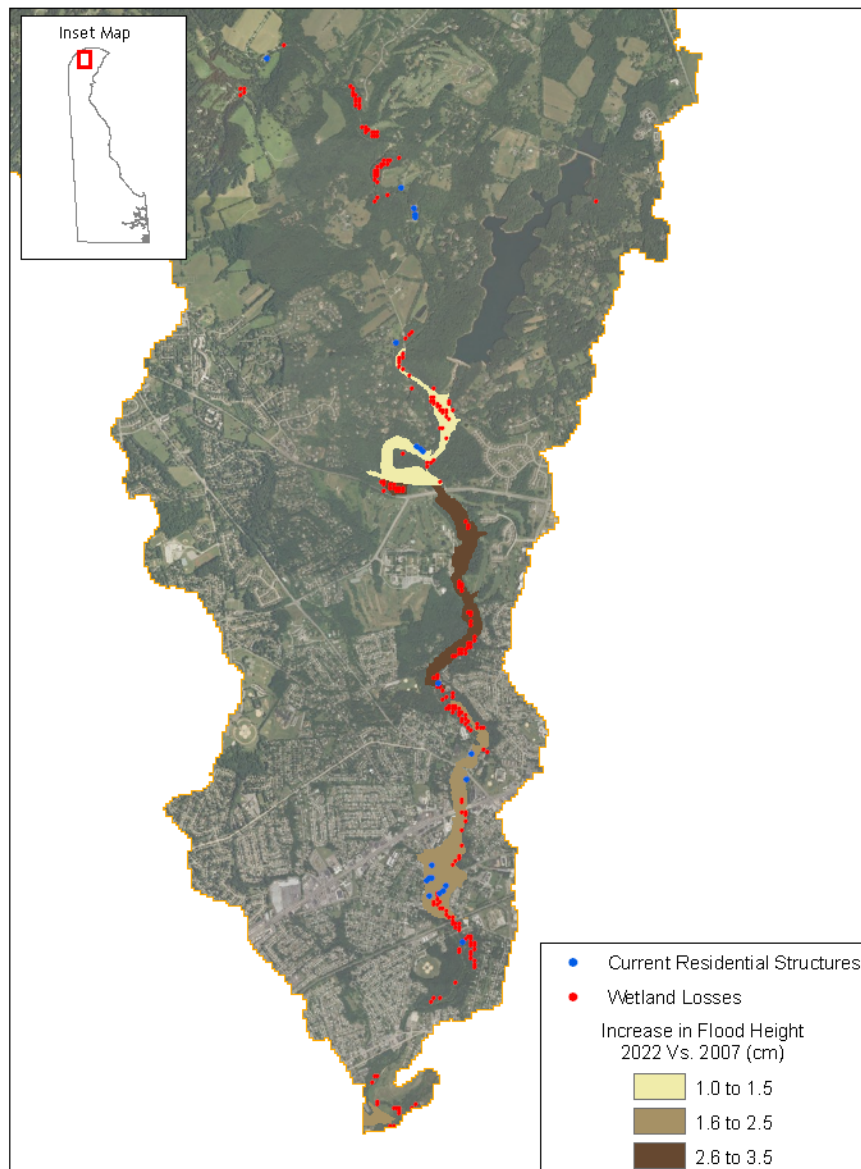 Inset Map
Current Residential Structures
Wetland Losses
Increase in Flood Height
2022 Vs. 2007 (cm)
1.0 to 1.5
1.6 to 2.5
2.6 to 3.5